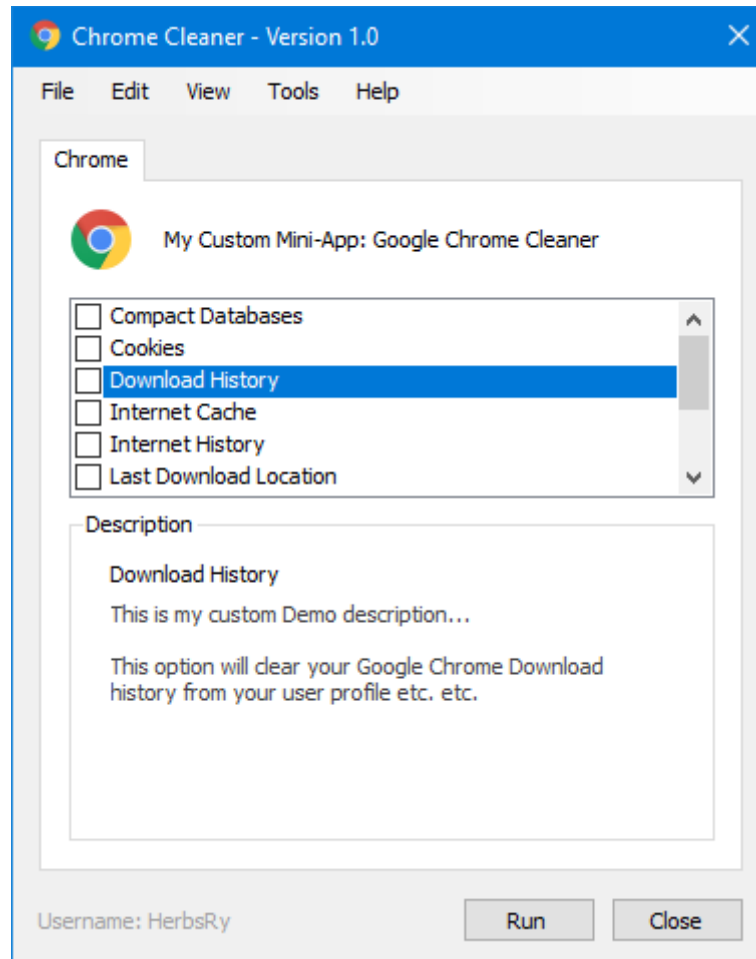 Chrome Cleaner - Version 1.0
File Edit View Tools Help
Chrome
My Custom Mini-App: Google Chrome Cleaner
Compact Databases
Cookies
Download History
Internet Cache
Internet History
Last Download Location
Description
Download History
This is my custom Demo description...
This option will clear your Google Chrome Download
history from your user profile etc. etc.
Username: HerbsRy
Run Close